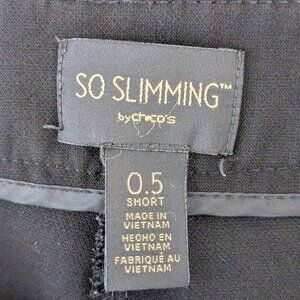 SO SLIMMING™
by chico's
0.5
SHORT
MADE IN
VIETNAM
HECHO EN
VIETNAM
FABRIQUÉ AU
VIETNAM